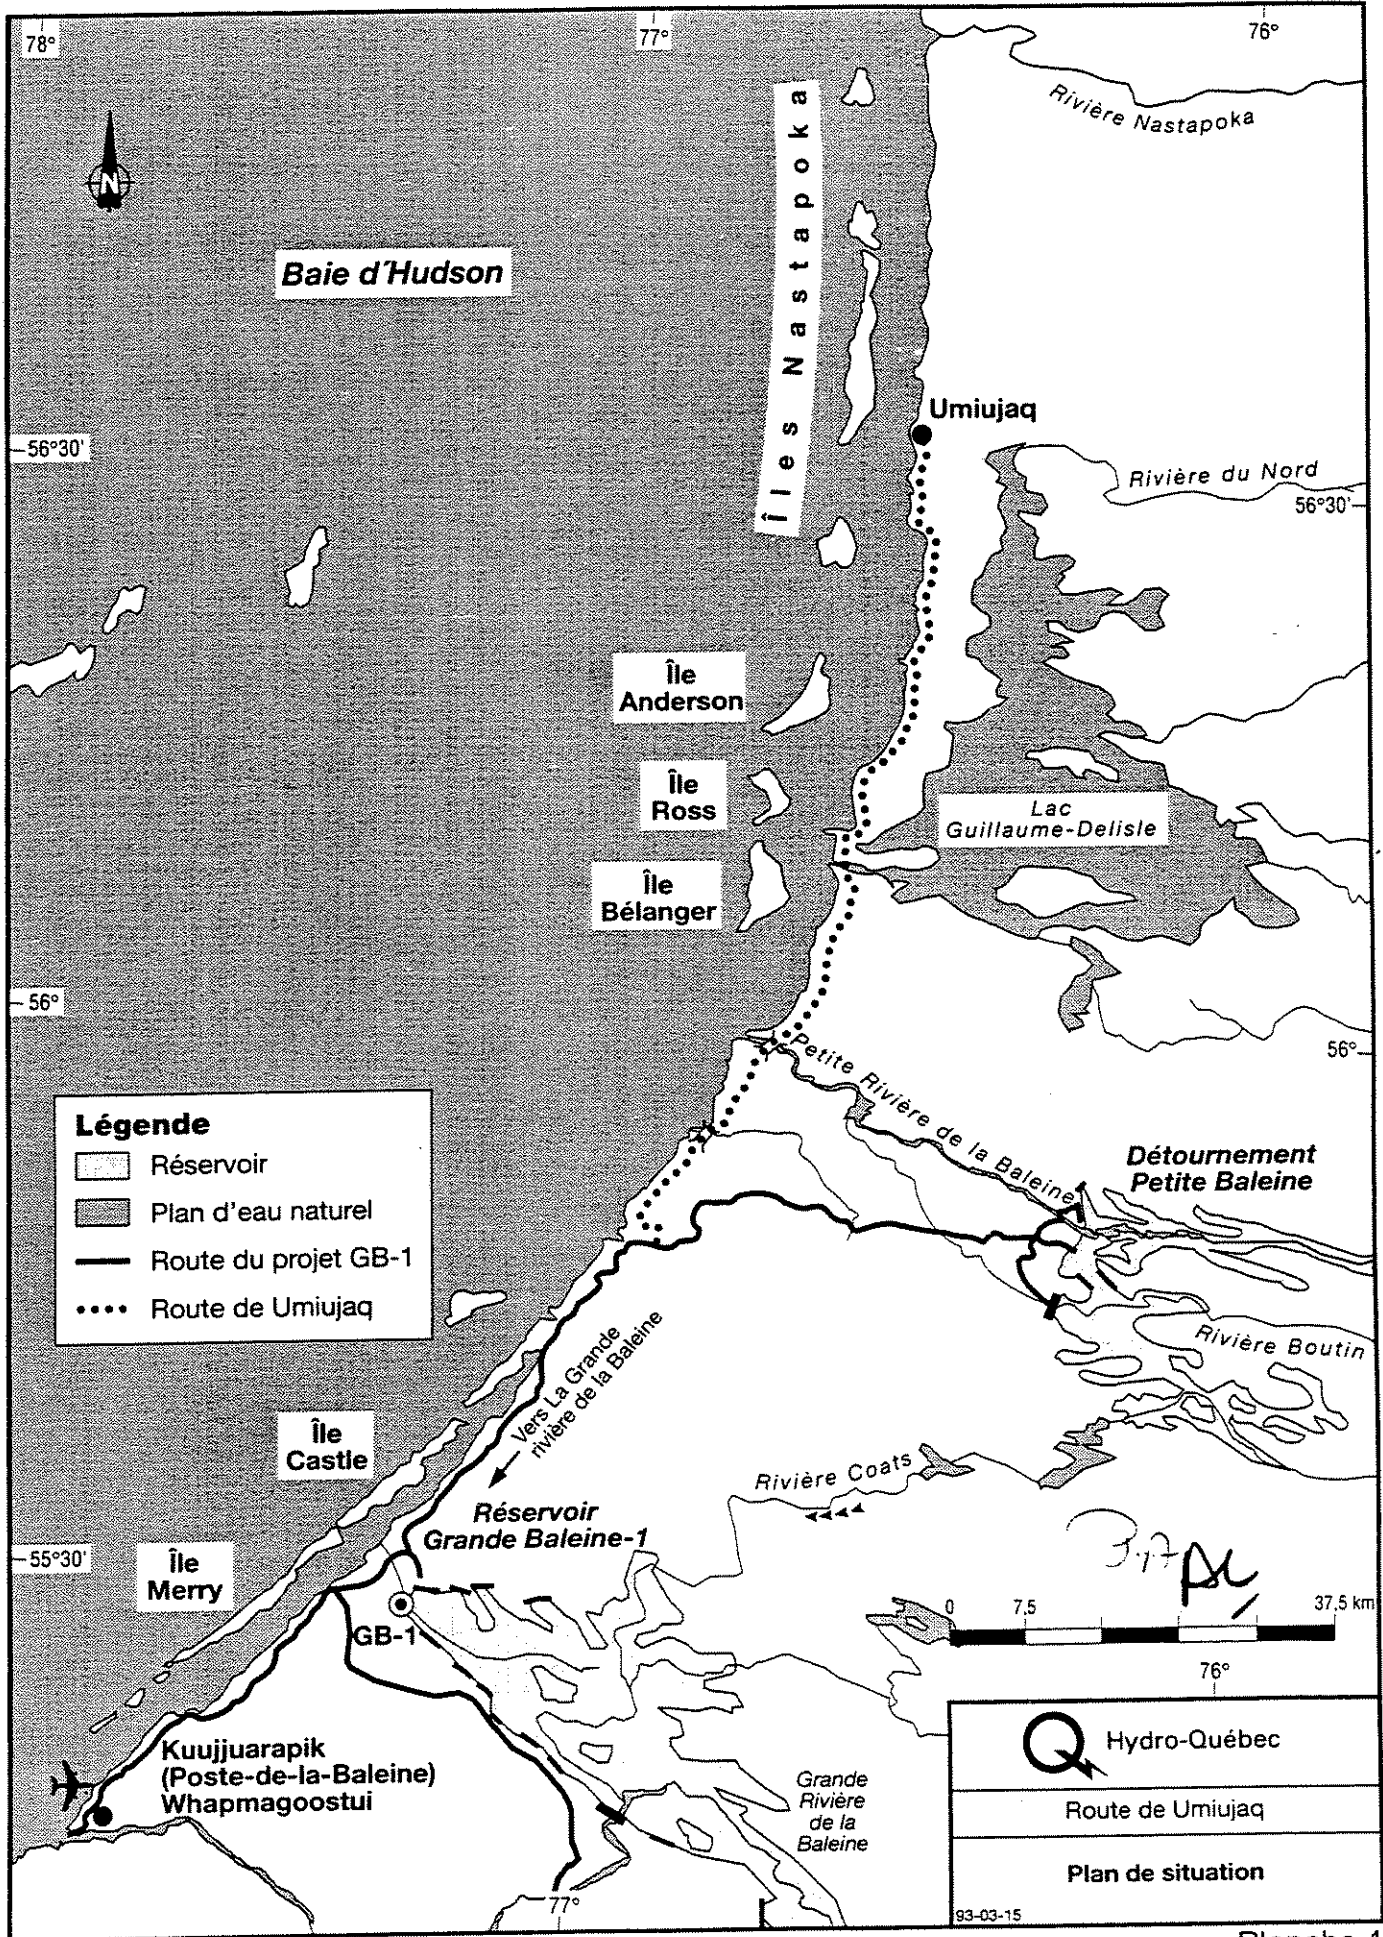 78°
77°
76°
Rivière Nastapoka
N
Îles Nastapoka
Baie d'Hudson
Umiujaq
56°30'
Rivière du Nord
56°30'
Île
Anderson
Île
Ross
Lac
Guillaume-Delisle
Île
Bélanger
56°
56°
Petite Rivière de la Baleine
Légende
Réservoir
Plan d'eau naturel
Route du projet GB-1
Route de Umiujaq
Détournement
Petite Baleine
Rivière Boutin
Vers La Grande
rivière de la Baleine
Île
Castle
Rivière Coats
Réservoir
Grande Baleine-1
55°30'
Île
Merry
0 7,5 37,5 km
GB-1
76°
Kuujjuarapik
(Poste-de-la-Baleine)
Whapmagoostui
Grande
Rivière
de la
Baleine
Hydro-Québec
Route de Umiujaq
Plan de situation
77°
93-03-15
Planche 1